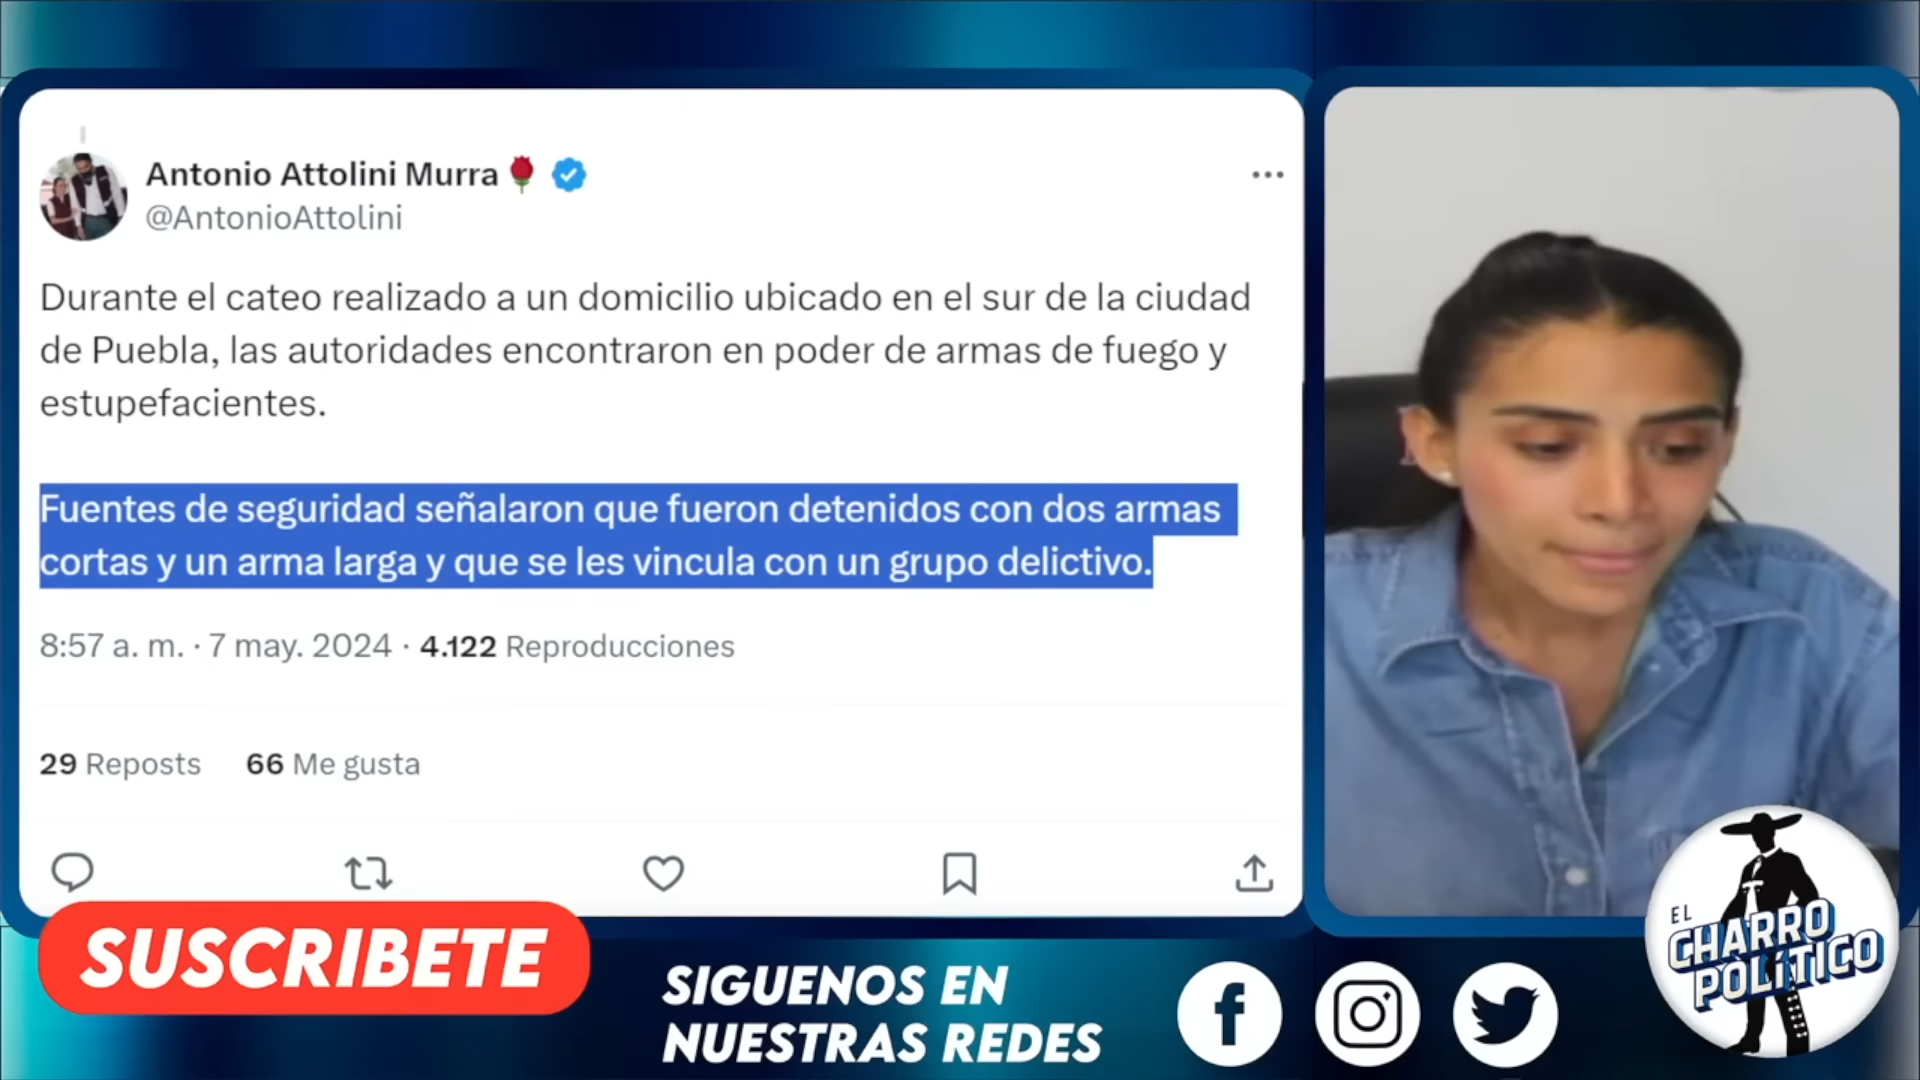 Antonio Attolini Murra🌹
@AntonioAttolini
Durante el cateo realizado a un domicilio ubicado en el sur de la ciudad
de Puebla, las autoridades encontraron en poder de armas de fuego y
estupefacientes.
Fuentes de seguridad señalaron que fueron detenidos con dos armas
cortas y un arma larga y que se les vincula con un grupo delictivo.
8:57 a. m. · 7 may. 2024 · 4.122 Reproducciones
29 Reposts 66 Me gusta
SUSCRIBETE
SIGUENOS EN
NUESTRAS REDES
EL
CHARRO
POLÍTICO